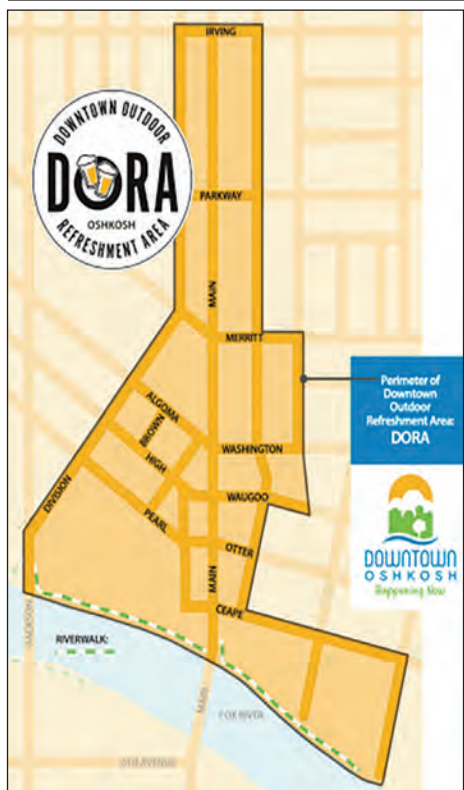 IRVING
DOWNTOWN OUTDOOR
DORA
OSHKOSH
REFRESHMENT AREA
PARKWAY
MAIN
MERRITT
Perimeter of
Downtown
Outdoor
Refreshment Area:
DORA
ALGOMA
BROWN
WASHINGTON
HIGH
DIVISION
WAUGOO
PEARL
OTTER
DOWNTOWN
OSHKOSH
Happening Now
MAIN
CEAPE
JACKSON
RIVERWALK:
MAIN
FOX RIVER